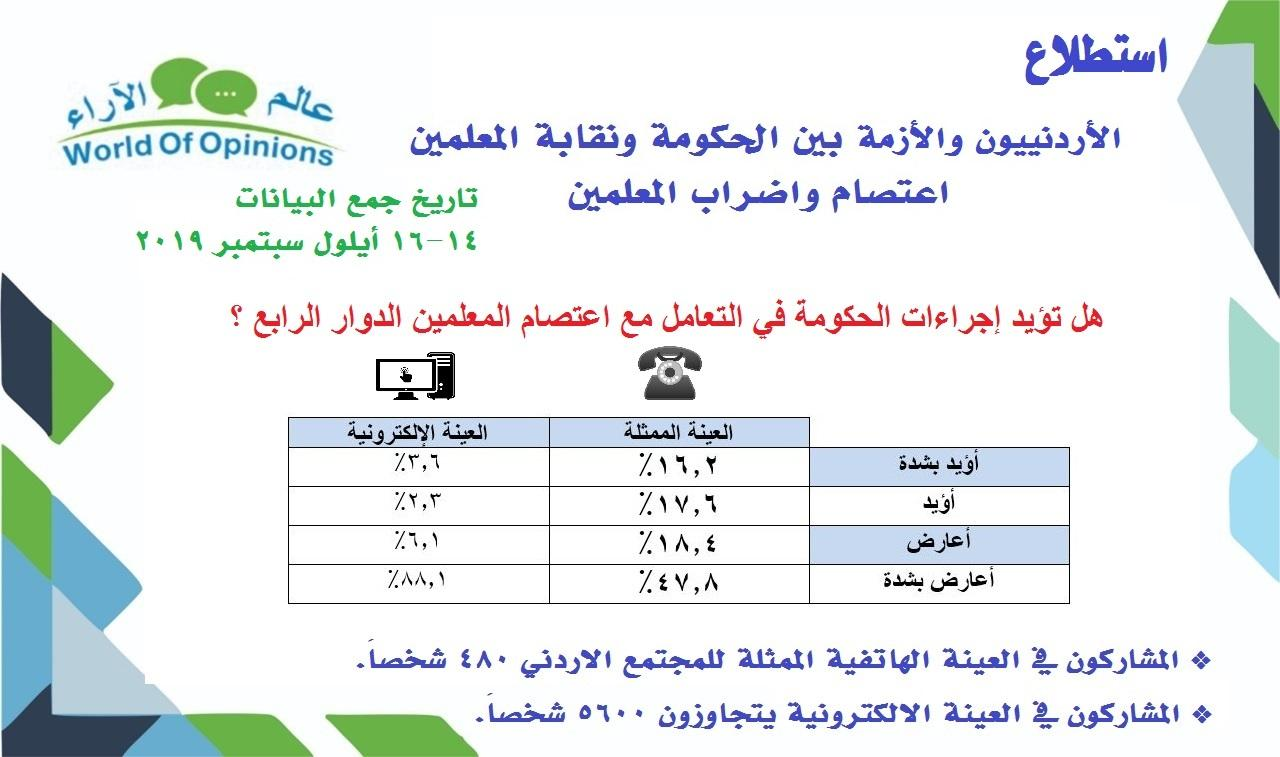 استطلاع
عالم الآراء
World Of Opinions
الأردنييون والأزمة بين الحكومة ونقابة المعلمين
اعتصام واضراب المعلمين
تاريخ جمع البيانات
١٤-١٦ أيلول سبتمبر ٢٠١٩
هل تؤيد إجراءات الحكومة في التعامل مع اعتصام المعلمين الدوار الرابع ؟
العينة الممثلة العينة الإلكترونية
أؤيد بشدة ١٦,٢٪ ٣,٦٪
أؤيد ١٧,٦٪ ٢,٣٪
أعارض ١٨,٤٪ ٦,١٪
أعارض بشدة ٤٧,٨٪ ٨٨,١٪
❖ المشاركون في العينة الهاتفية الممثلة للمجتمع الاردني ٤٨٠ شخصاَ.
❖ المشاركون في العينة الالكترونية يتجاوزون ٥٦٠٠ شخصاَ.